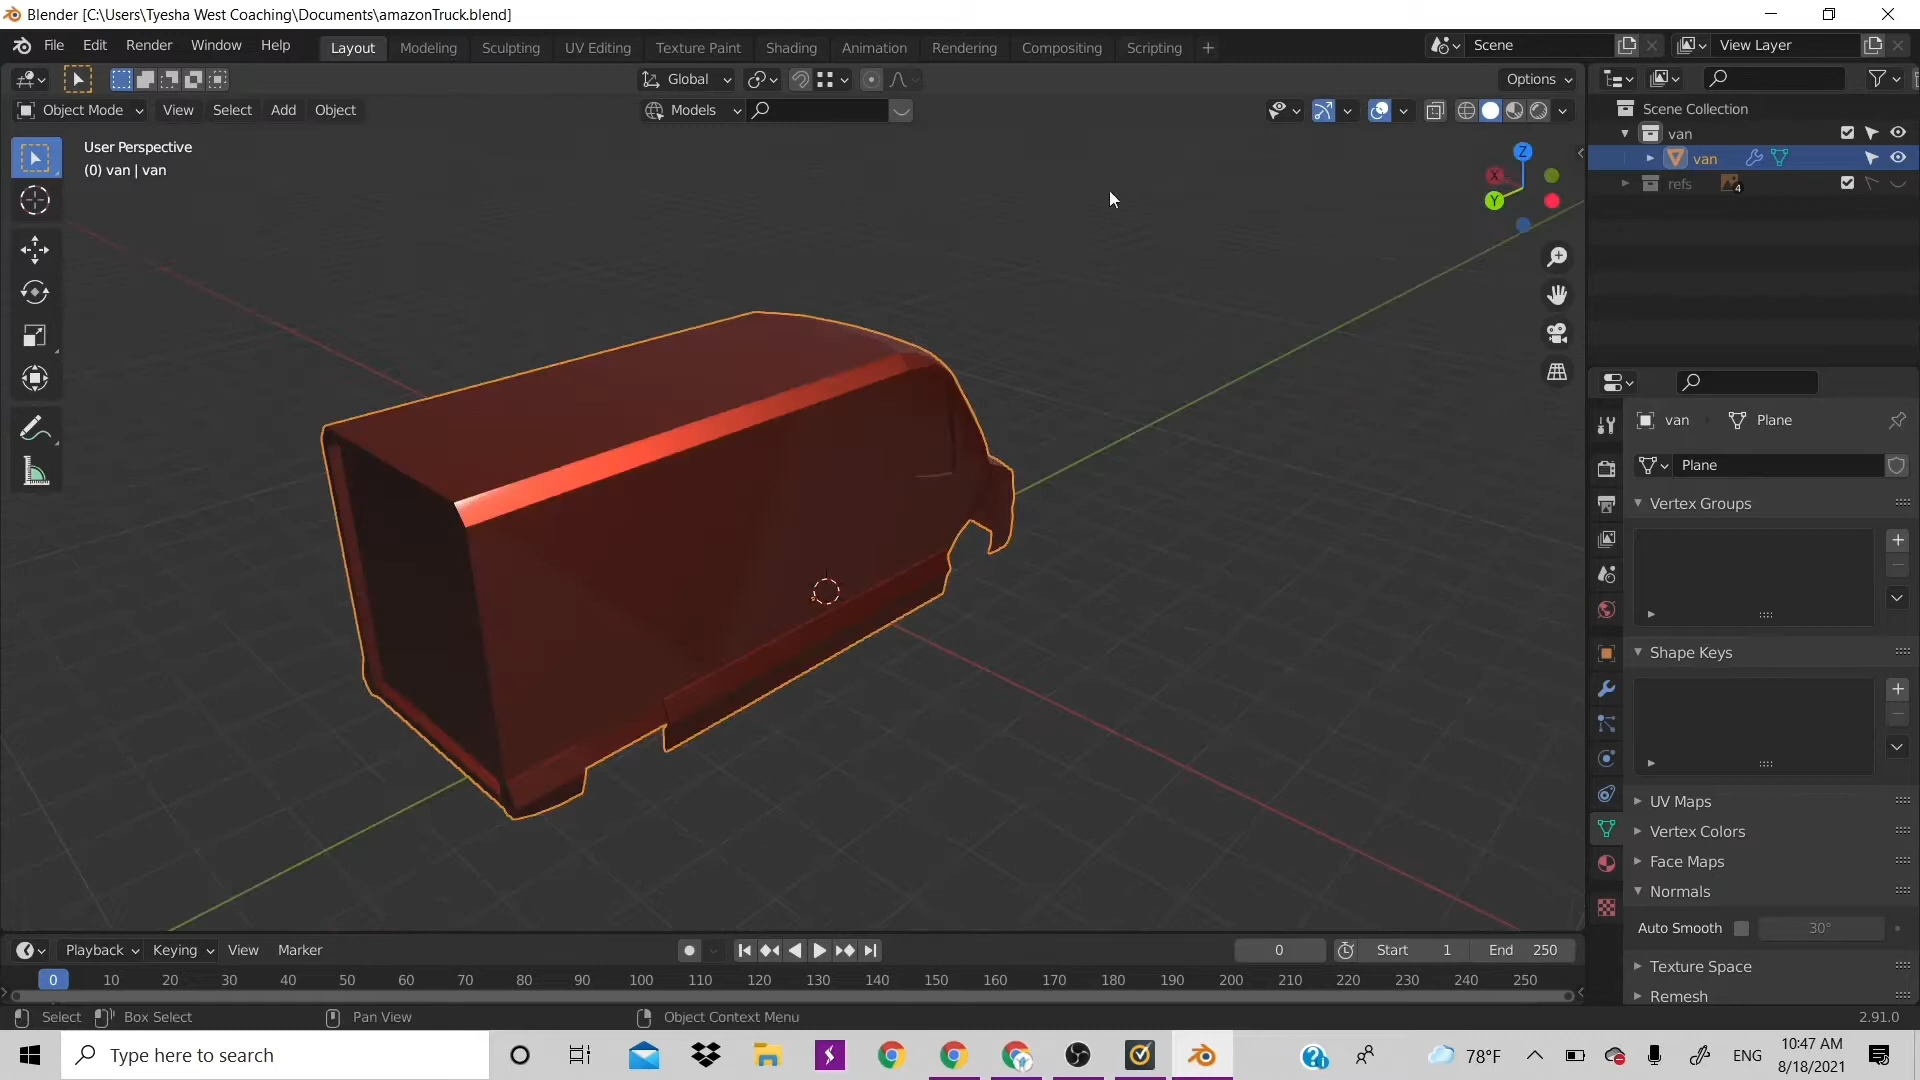 Blender [C:\Users\Tyesha West Coaching\Documents\amazonTruck.blend]
File Edit Render Window Help Layout Modeling Sculpting UV Editing Texture Paint Shading Animation Rendering Compositing Scripting + Scene View Layer
Global Options
Object Mode View Select Add Object Models
User Perspective
(0) van | van
Z
X
Y
Scene Collection
van
van
refs 4
van Plane
Plane
Vertex Groups
Shape Keys
UV Maps
Vertex Colors
Face Maps
Normals
Auto Smooth 30°
Texture Space
Remesh
Playback Keying View Marker 0 Start 1 End 250
0 10 20 30 40 50 60 70 80 90 100 110 120 130 140 150 160 170 180 190 200 210 220 230 240 250
Select Box Select Pan View Object Context Menu 2.91.0
Type here to search 78°F ENG 10:47 AM
8/18/2021